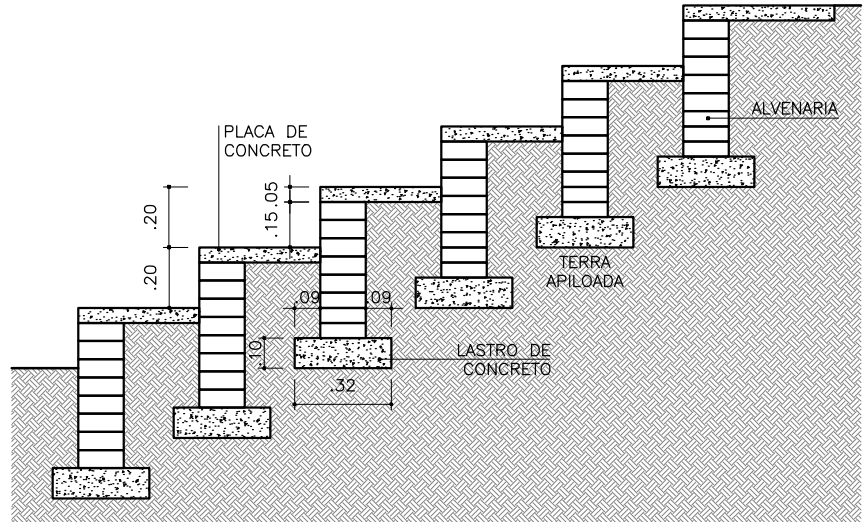 ALVENARIA
PLACA DE
CONCRETO
.20
.15
.05
.20
TERRA
APILOADA
.09
.09
.10
LASTRO DE
CONCRETO
.32